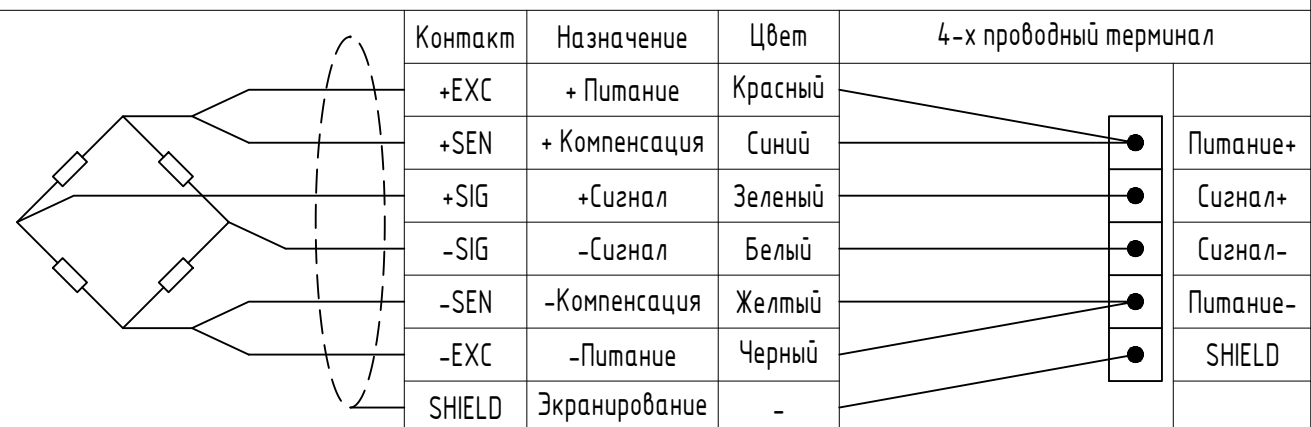 Контакт Назначение Цвет 4-х проводный терминал
+EXC + Питание Красный
+SEN + Компенсация Синий Питание+
+SIG +Сигнал Зеленый Сигнал+
-SIG -Сигнал Белый Сигнал-
-SEN -Компенсация Желтый Питание-
-EXC -Питание Черный SHIELD
SHIELD Экранирование -